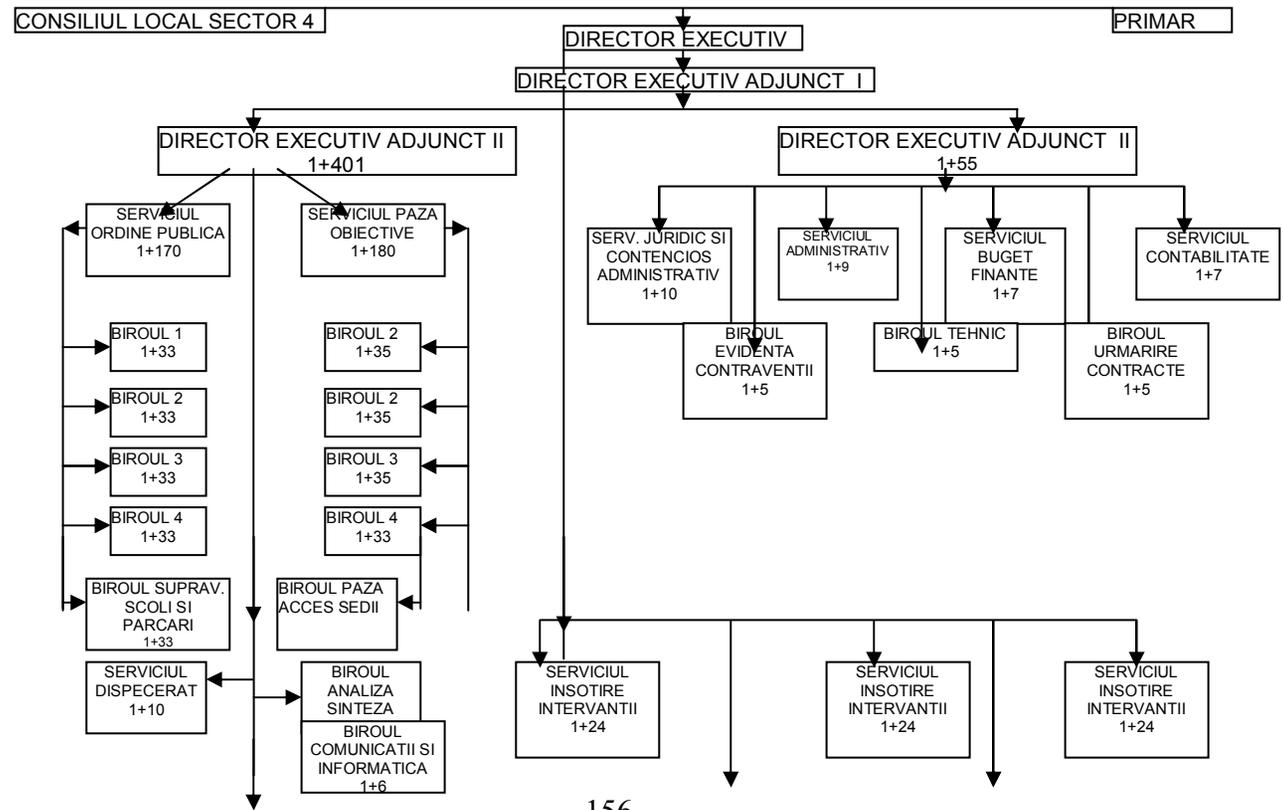 CONSILIUL LOCAL SECTOR 4
PRIMAR
DIRECTOR EXECUTIV
DIRECTOR EXECUTIV ADJUNCT I
DIRECTOR EXECUTIV ADJUNCT II
1+401
DIRECTOR EXECUTIV ADJUNCT II
1+55
SERVICIUL
ORDINE PUBLICA
1+170
SERVICIUL PAZA
OBIECTIVE
1+180
SERV. JURIDIC SI
CONTENCIOS
ADMINISTRATIV
1+10
SERVICIUL
ADMINISTRATIV
1+9
SERVICIUL
BUGET
FINANTE
1+7
SERVICIUL
CONTABILITATE
1+7
BIROUL
EVIDENTA
CONTRAVENTII
1+5
BIROUL TEHNIC
1+5
BIROUL
URMARIRE
CONTRACTE
1+5
BIROUL 1
1+33
BIROUL 2
1+35
BIROUL 2
1+33
BIROUL 2
1+35
BIROUL 3
1+33
BIROUL 3
1+35
BIROUL 4
1+33
BIROUL 4
1+33
BIROUL SUPRAV.
SCOLI SI
PARCARI
1+33
BIROUL PAZA
ACCES SEDII
SERVICIUL
DISPECERAT
1+10
BIROUL
ANALIZA
SINTEZA
BIROUL
COMUNICATII SI
INFORMATICA
1+6
SERVICIUL
INSOTIRE
INTERVANTII
1+24
SERVICIUL
INSOTIRE
INTERVANTII
1+24
SERVICIUL
INSOTIRE
INTERVANTII
1+24
156